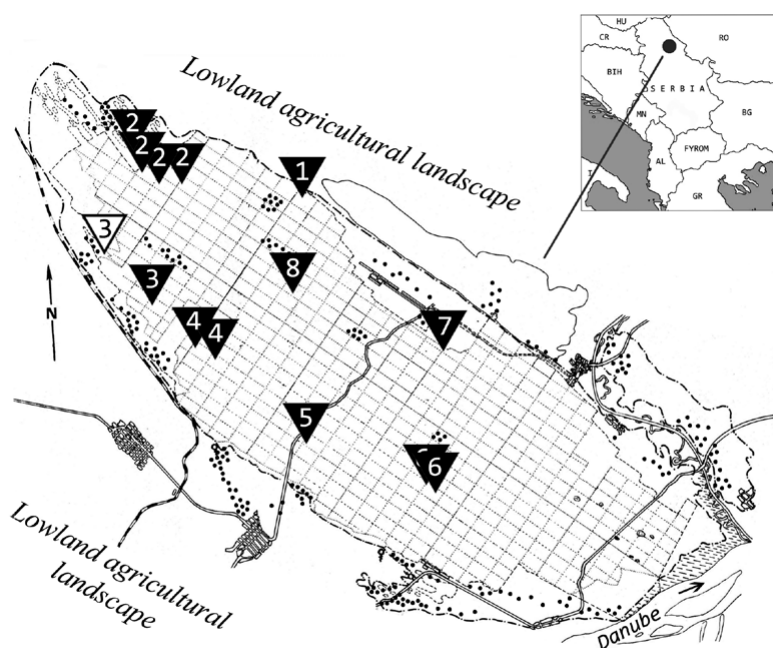 HU
CR
RO
BIH
S E R B I A
MN
BG
AL
FYROM
I
GR
Lowland agricultural landscape
2
2
2
2
1
3
3
8
4
4
7
N
5
6
Lowland agricultural
landscape
Danube